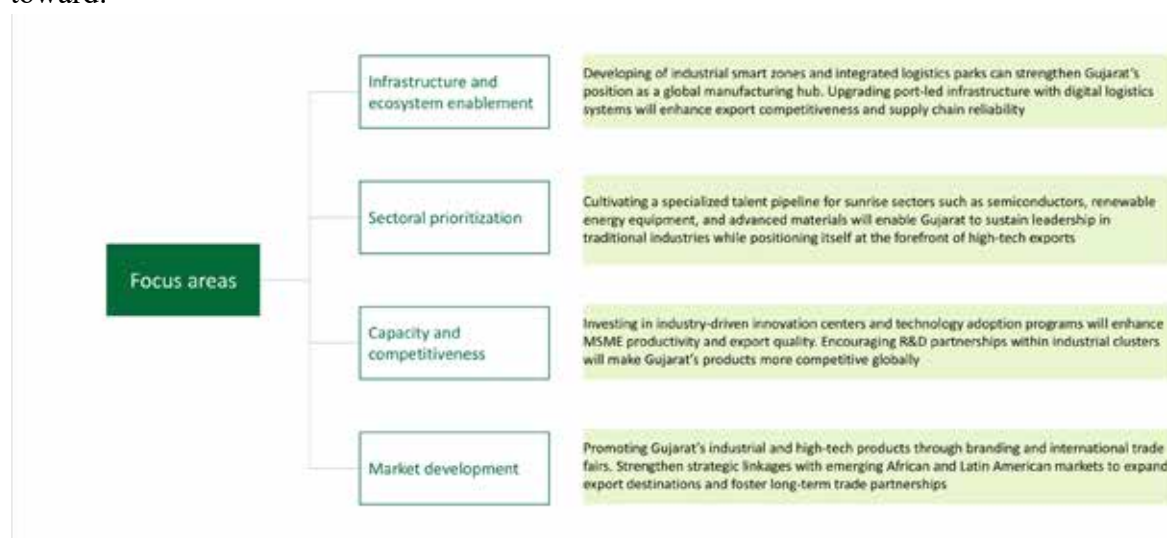 toward:
Infrastructure and
ecosystem enablement
Developing of industrial smart zones and integrated logistics parks can strengthen Gujarat's
position as a global manufacturing hub. Upgrading port-led infrastructure with digital logistics
systems will enhance export competitiveness and supply chain reliability
Sectoral prioritization
Cultivating a specialized talent pipeline for sunrise sectors such as semiconductors, renewable
energy equipment, and advanced materials will enable Gujarat to sustain leadership in
traditional industries while positioning itself at the forefront of high-tech exports
Focus areas
Capacity and
competitiveness
Investing in industry-driven innovation centers and technology adoption programs will enhance
MSME productivity and export quality. Encouraging R&D partnerships within industrial clusters
will make Gujarat's products more competitive globally
Market development
Promoting Gujarat's industrial and high-tech products through branding and international trade
fairs. Strengthen strategic linkages with emerging African and Latin American markets to expand
export destinations and foster long-term trade partnerships